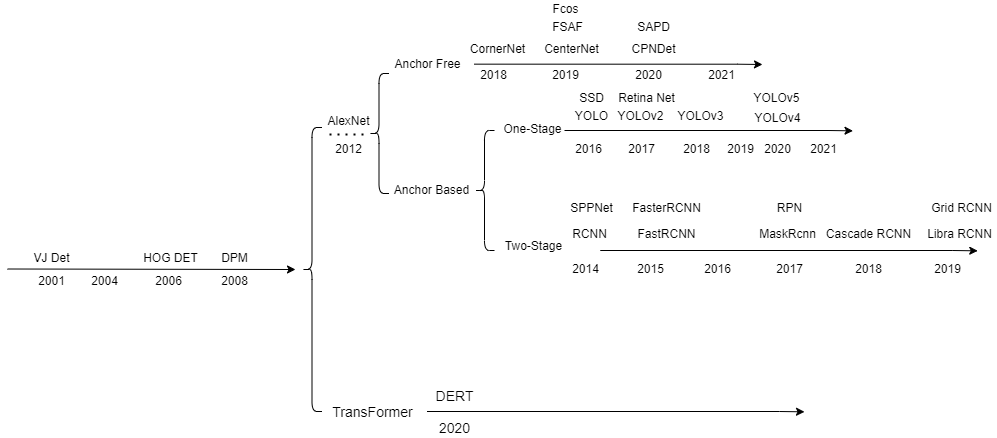 Fcos
FSAF SAPD
Anchor Free CornerNet CenterNet CPNDet
2018 2019 2020 2021
SSD Retina Net YOLOv5
AlexNet One-Stage YOLO YOLOv2 YOLOv3 YOLOv4
2012 2016 2017 2018 2019 2020 2021
Anchor Based
SPPNet FasterRCNN RPN Grid RCNN
Two-Stage RCNN FastRCNN MaskRcnn Cascade RCNN Libra RCNN
2014 2015 2016 2017 2018 2019
VJ Det HOG DET DPM
2001 2004 2006 2008
TransFormer DERT
2020